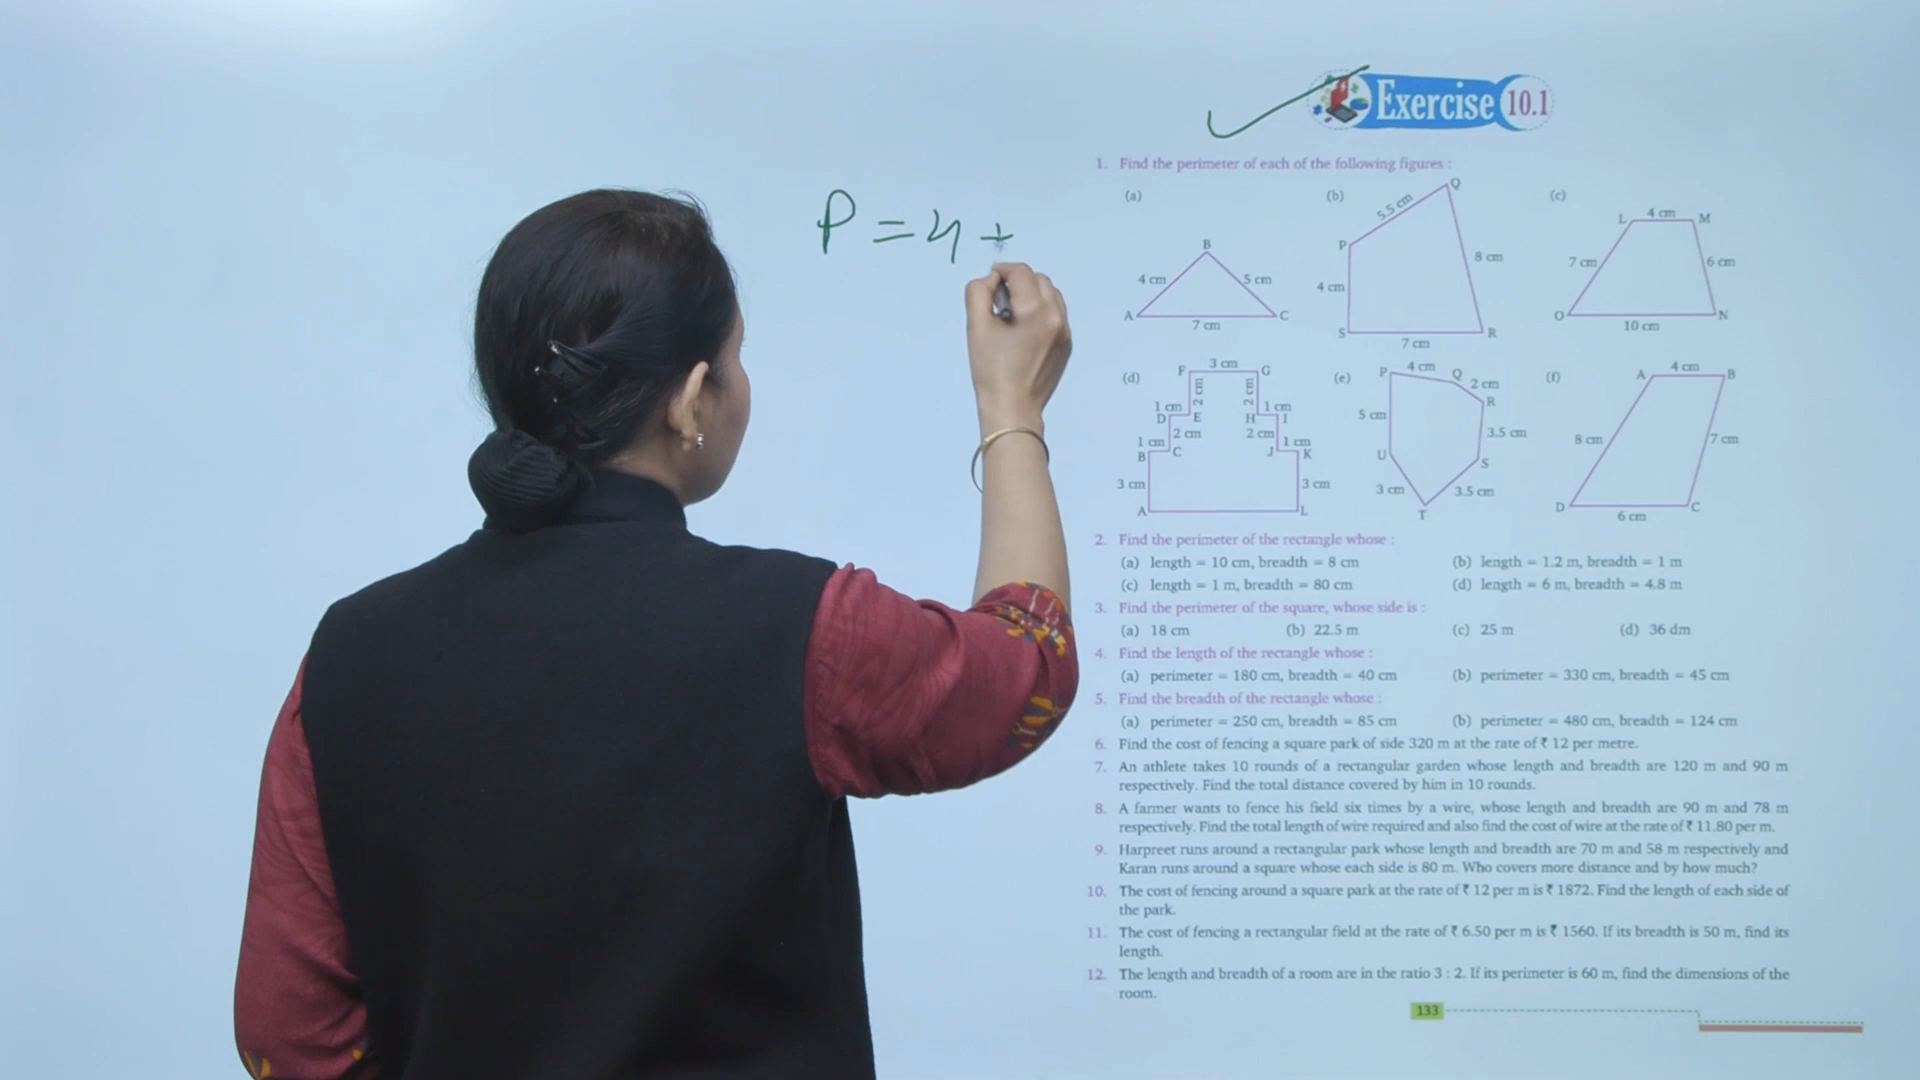 P = 4 +
Exercise 10.1
1. Find the perimeter of each of the following figures :
(a)
B
4 cm
5 cm
A
C
7 cm
(b)
Q
5.5 cm
P
8 cm
4 cm
S
R
7 cm
(c)
L
4 cm
M
7 cm
6 cm
O
N
10 cm
(d)
F
3 cm
G
2 cm
2 cm
1 cm
1 cm
D
E
H
I
2 cm
2 cm
1 cm
1 cm
B
C
J
K
3 cm
3 cm
A
L
(e)
P
4 cm
Q
2 cm
R
5 cm
3.5 cm
U
S
3 cm
3.5 cm
T
(f)
A
4 cm
B
8 cm
7 cm
D
C
6 cm
2. Find the perimeter of the rectangle whose :
(a) length = 10 cm, breadth = 8 cm
(b) length = 1.2 m, breadth = 1 m
(c) length = 1 m, breadth = 80 cm
(d) length = 6 m, breadth = 4.8 m
3. Find the perimeter of the square, whose side is :
(a) 18 cm
(b) 22.5 m
(c) 25 m
(d) 36 dm
4. Find the length of the rectangle whose :
(a) perimeter = 180 cm, breadth = 40 cm
(b) perimeter = 330 cm, breadth = 45 cm
5. Find the breadth of the rectangle whose :
(a) perimeter = 250 cm, breadth = 85 cm
(b) perimeter = 480 cm, breadth = 124 cm
6. Find the cost of fencing a square park of side 320 m at the rate of ₹ 12 per metre.
7. An athlete takes 10 rounds of a rectangular garden whose length and breadth are 120 m and 90 m
respectively. Find the total distance covered by him in 10 rounds.
8. A farmer wants to fence his field six times by a wire, whose length and breadth are 90 m and 78 m
respectively. Find the total length of wire required and also find the cost of wire at the rate of ₹ 11.80 per m.
9. Harpreet runs around a rectangular park whose length and breadth are 70 m and 58 m respectively and
Karan runs around a square whose each side is 80 m. Who covers more distance and by how much?
10. The cost of fencing around a square park at the rate of ₹ 12 per m is ₹ 1872. Find the length of each side of
the park.
11. The cost of fencing a rectangular field at the rate of ₹ 6.50 per m is ₹ 1560. If its breadth is 50 m, find its
length.
12. The length and breadth of a room are in the ratio 3 : 2. If its perimeter is 60 m, find the dimensions of the
room.
133